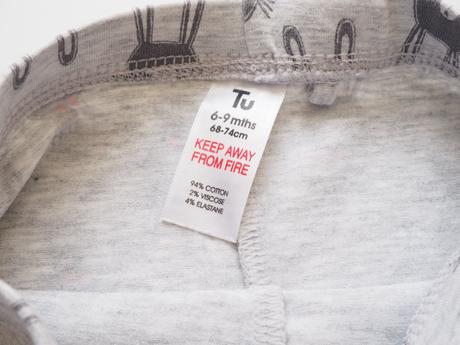 Tu
6-9 mths
68-74cm
KEEP AWAY
FROM FIRE
94% COTTON
2% VISCOSE
4% ELASTANE